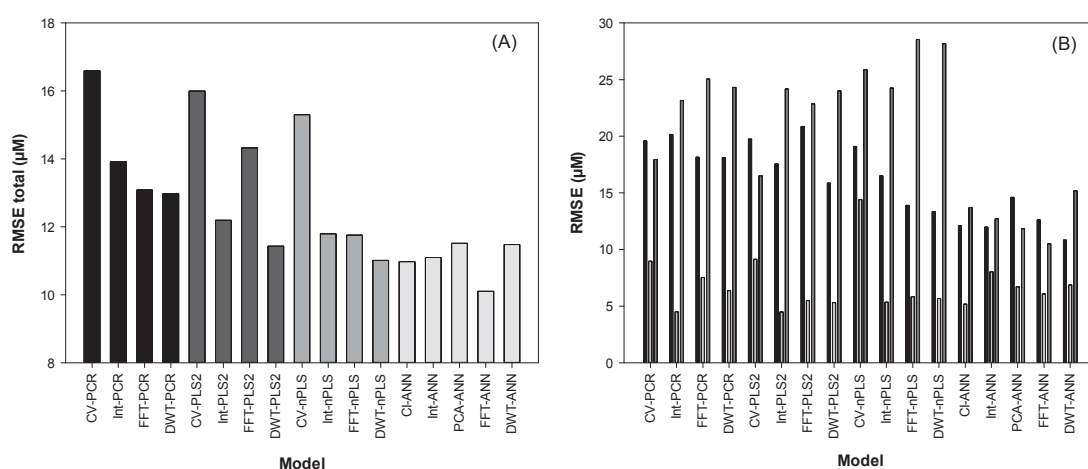 (A)
RMSE total (µM)
18
16
14
12
10
8
CV-PCR
Int-PCR
FFT-PCR
DWT-PCR
CV-PLS2
Int-PLS2
FFT-PLS2
DWT-PLS2
CV-nPLS
Int-nPLS
FFT-nPLS
DWT-nPLS
CI-ANN
Int-ANN
PCA-ANN
FFT-ANN
DWT-ANN
Model
(B)
RMSE (µM)
30
25
20
15
10
5
0
CV-PCR
Int-PCR
FFT-PCR
DWT-PCR
CV-PLS2
Int-PLS2
FFT-PLS2
DWT-PLS2
CV-nPLS
Int-nPLS
FFT-nPLS
DWT-nPLS
CI-ANN
Int-ANN
PCA-ANN
FFT-ANN
DWT-ANN
Model